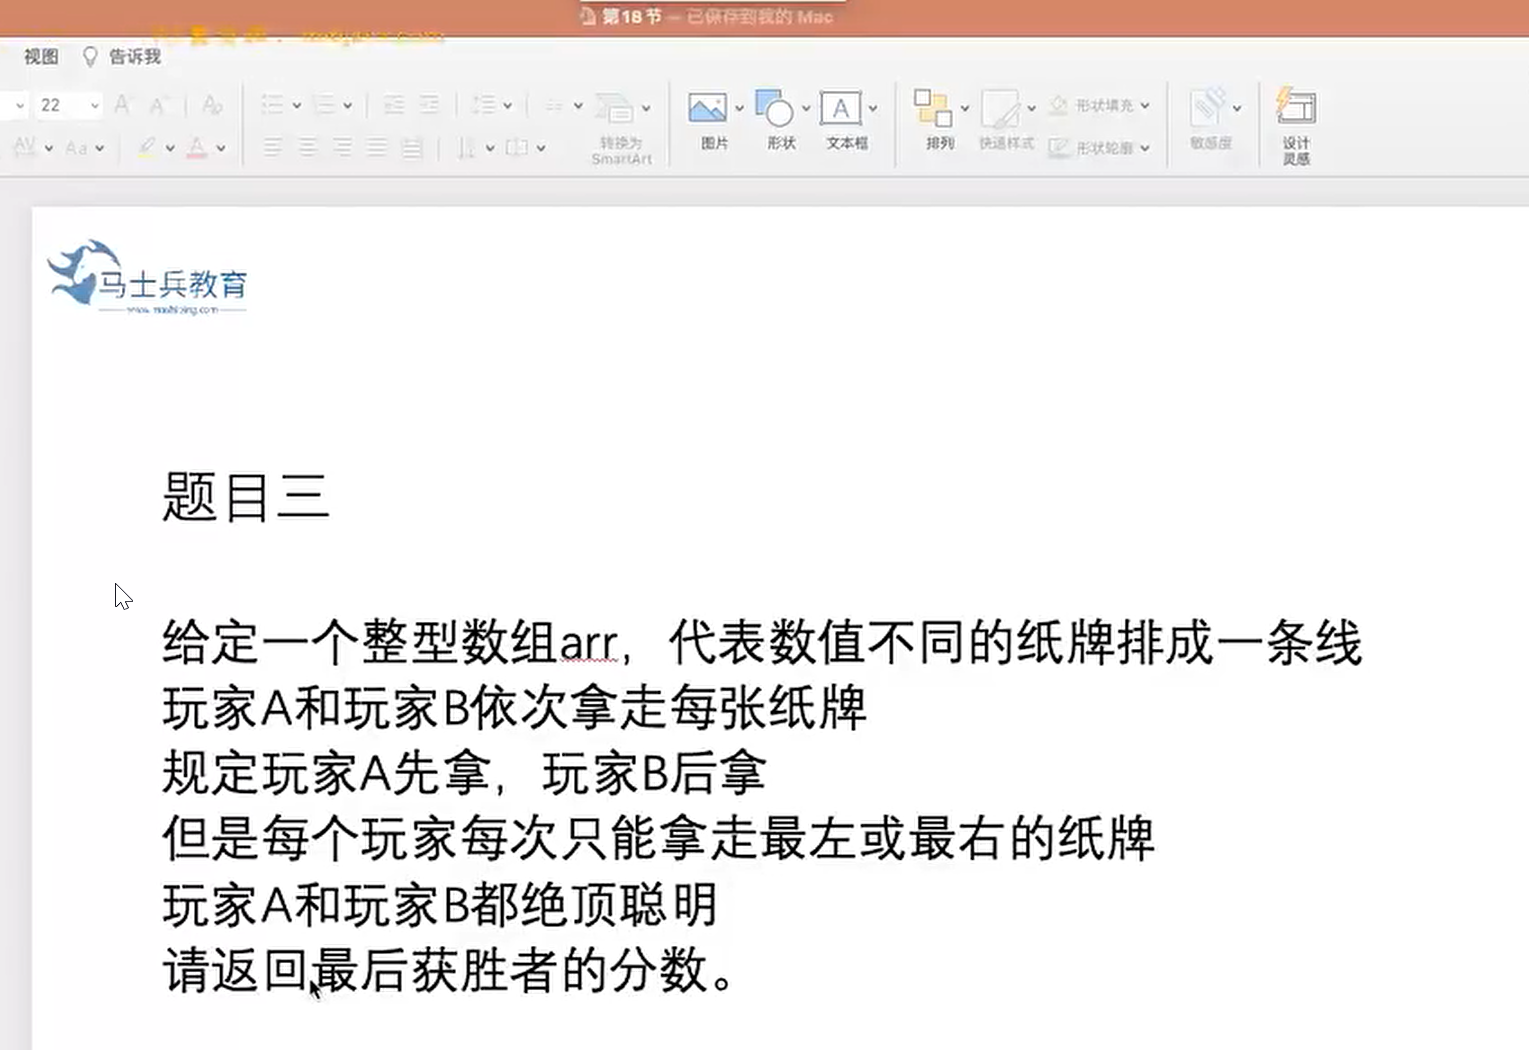 第18节 — 已保存到我的 Mac
视图 告诉我
22
转换为
SmartArt
图片
形状
文本框
排列
快速样式
形状填充
形状轮廓
敏感度
设计
灵感
马士兵教育
www.mashibing.com
题目三
给定一个整型数组arr，代表数值不同的纸牌排成一条线
玩家A和玩家B依次拿走每张纸牌
规定玩家A先拿，玩家B后拿
但是每个玩家每次只能拿走最左或最右的纸牌
玩家A和玩家B都绝顶聪明
请返回最后获胜者的分数。